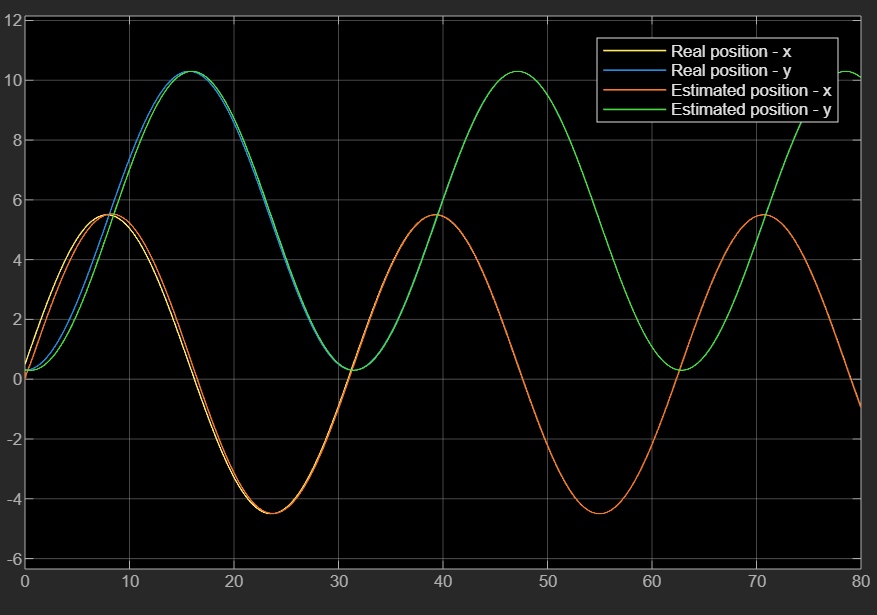 12
10
8
6
4
2
0
-2
-4
-6
0 10 20 30 40 50 60 70 80
Real position - x
Real position - y
Estimated position - x
Estimated position - y